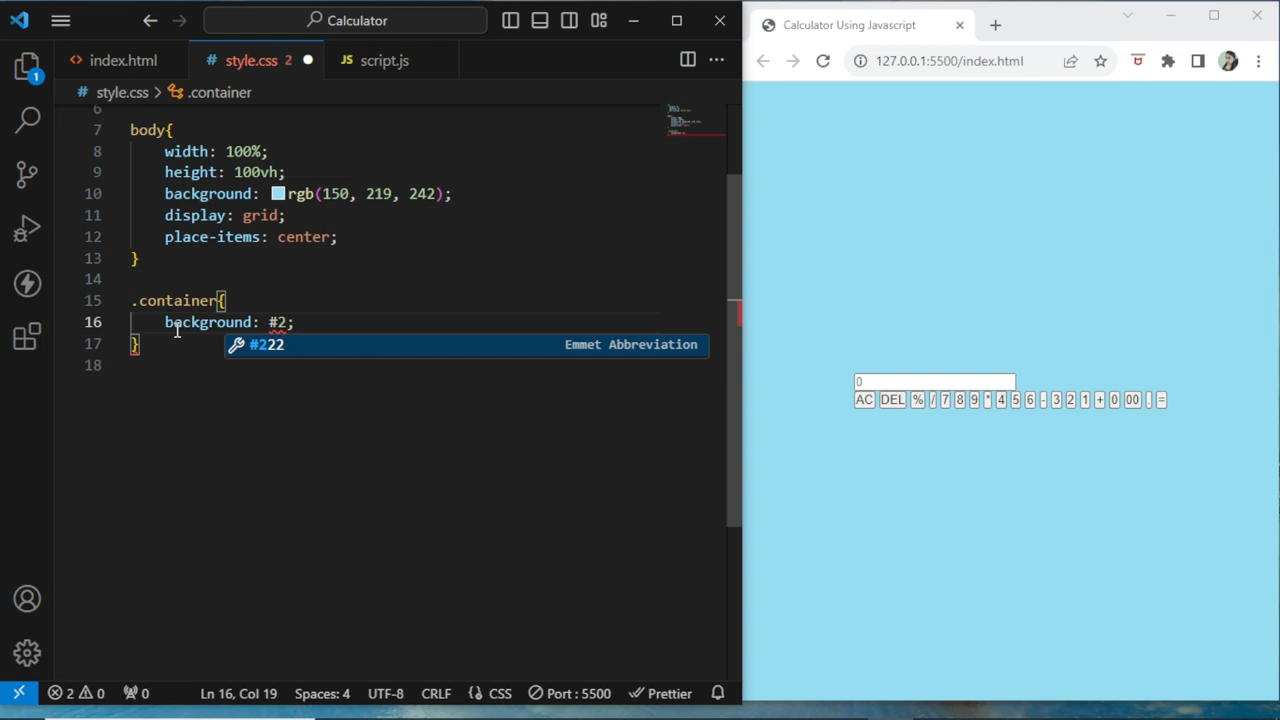 Calculator
index.html
style.css 2
script.js
style.css > .container
6
7 body{
8 width: 100%;
9 height: 100vh;
10 background: rgb(150, 219, 242);
11 display: grid;
12 place-items: center;
13 }
14
15 .container{
16 background: #2;
17 }
18
#222 Emmet Abbreviation
1
2 0 0 Ln 16, Col 19 Spaces: 4 UTF-8 CRLF CSS Port : 5500 Prettier
Calculator Using Javascript
127.0.0.1:5500/index.html
0
AC DEL % / 7 8 9 * 4 5 6 - 3 2 1 + 0 00 . =